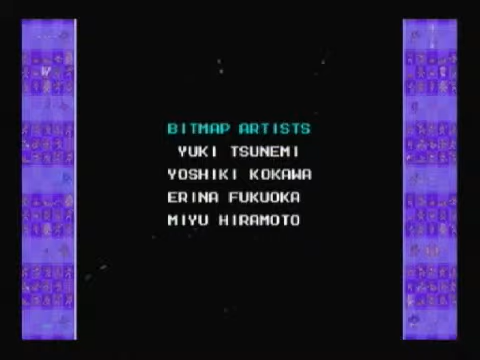 BITMAP ARTISTS
YUKI TSUNEMI
YOSHIKI KOKAWA
ERINA FUKUOKA
MIYU HIRAMOTO